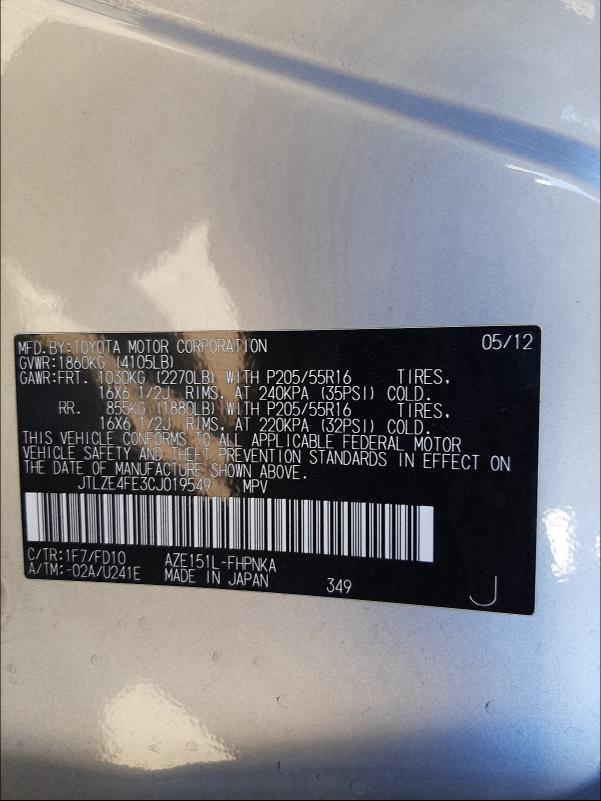 MFD.BY:TOYOTA MOTOR CORPORATION 05/12
GVWR:1860KG (4105LB)
GAWR:FRT. 1030KG (2270LB) WITH P205/55R16 TIRES,
16X6 1/2J RIMS, AT 240KPA (35PSI) COLD.
RR. 855KG (1880LB) WITH P205/55R16 TIRES,
16X6 1/2J RIMS, AT 220KPA (32PSI) COLD.
THIS VEHICLE CONFORMS TO ALL APPLICABLE FEDERAL MOTOR
VEHICLE SAFETY AND THEFT PREVENTION STANDARDS IN EFFECT ON
THE DATE OF MANUFACTURE SHOWN ABOVE.
JTLZE4FE3CJ019549 MPV
C/TR:1F7/FD10 AZE151L-FHPNKA
A/TM:-02A/U241E MADE IN JAPAN 349 J